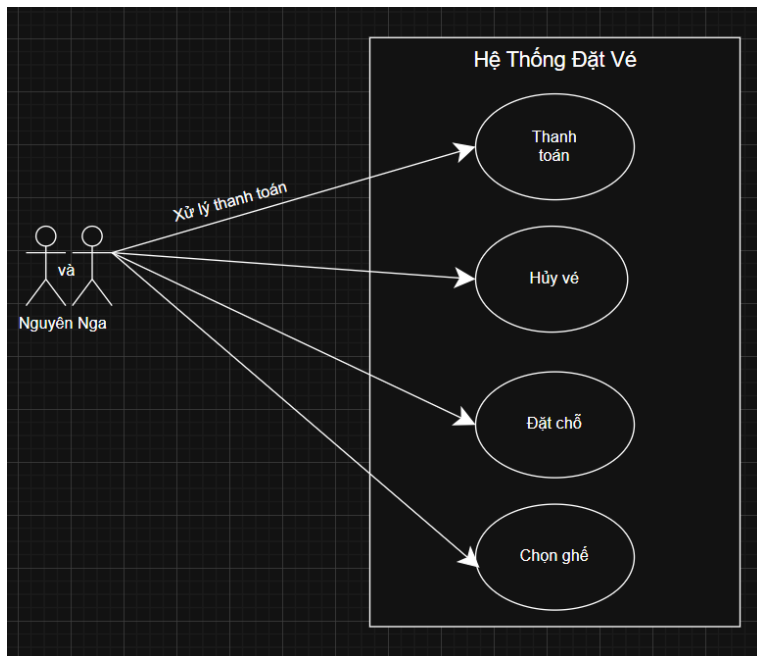 Hệ Thống Đặt Vé
Thanh
toán
Xử lý thanh toán
và
Nguyên Nga
Hủy vé
Đặt chỗ
Chọn ghế